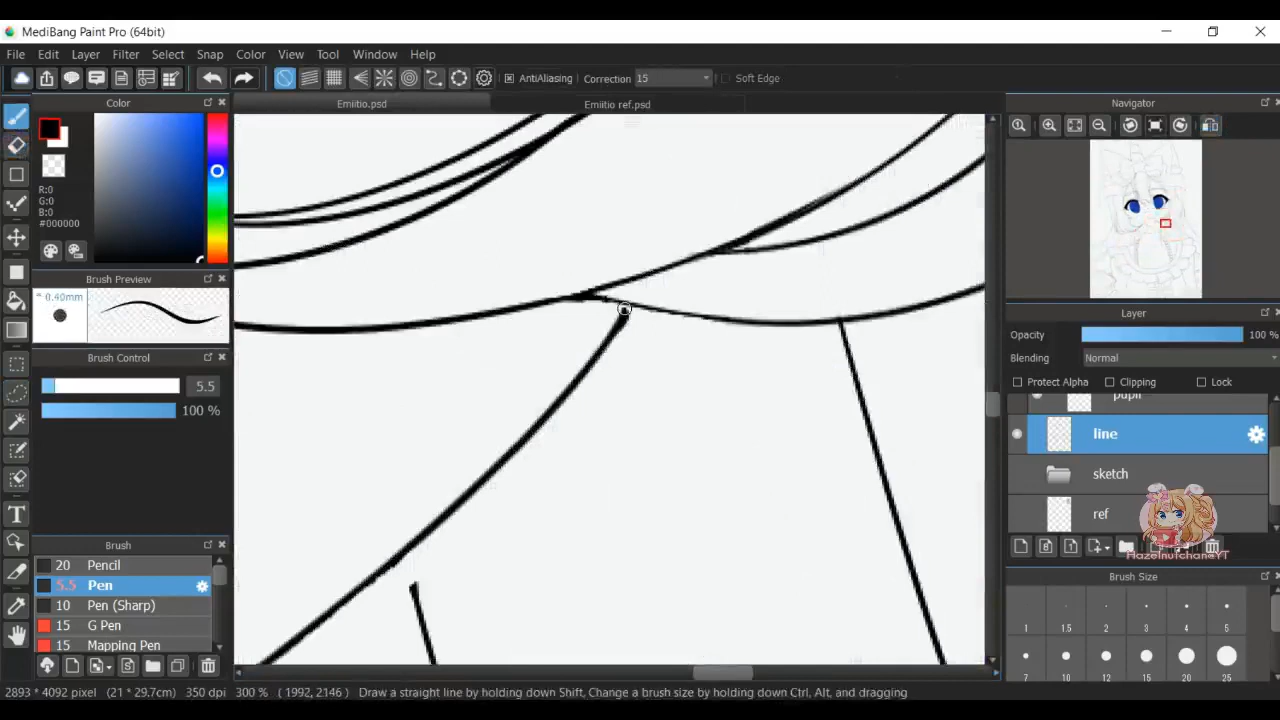 MediBang Paint Pro (64bit)
File Edit Layer Filter Select Snap Color View Tool Window Help
AntiAliasing Correction 15 Soft Edge
Color
Emiitio.psd
Emiitio ref.psd
Navigator
R:0
G:0
B:0
#000000
Brush Preview
0.40mm
Brush Control
5.5
100 %
Layer
Opacity 100 %
Blending Normal
Protect Alpha Clipping Lock
pupil
line
sketch
ref
HazelnutchaneYT
Brush
20 Pencil
5.5 Pen
10 Pen (Sharp)
15 G Pen
15 Mapping Pen
Brush Size
1 1.5 2 3 4 5
7 10 12 15 20 25
2893 * 4092 pixel (21 * 29.7cm) 350 dpi 300 % ( 1992, 2146 ) Draw a straight line by holding down Shift, Change a brush size by holding down Ctrl, Alt, and dragging